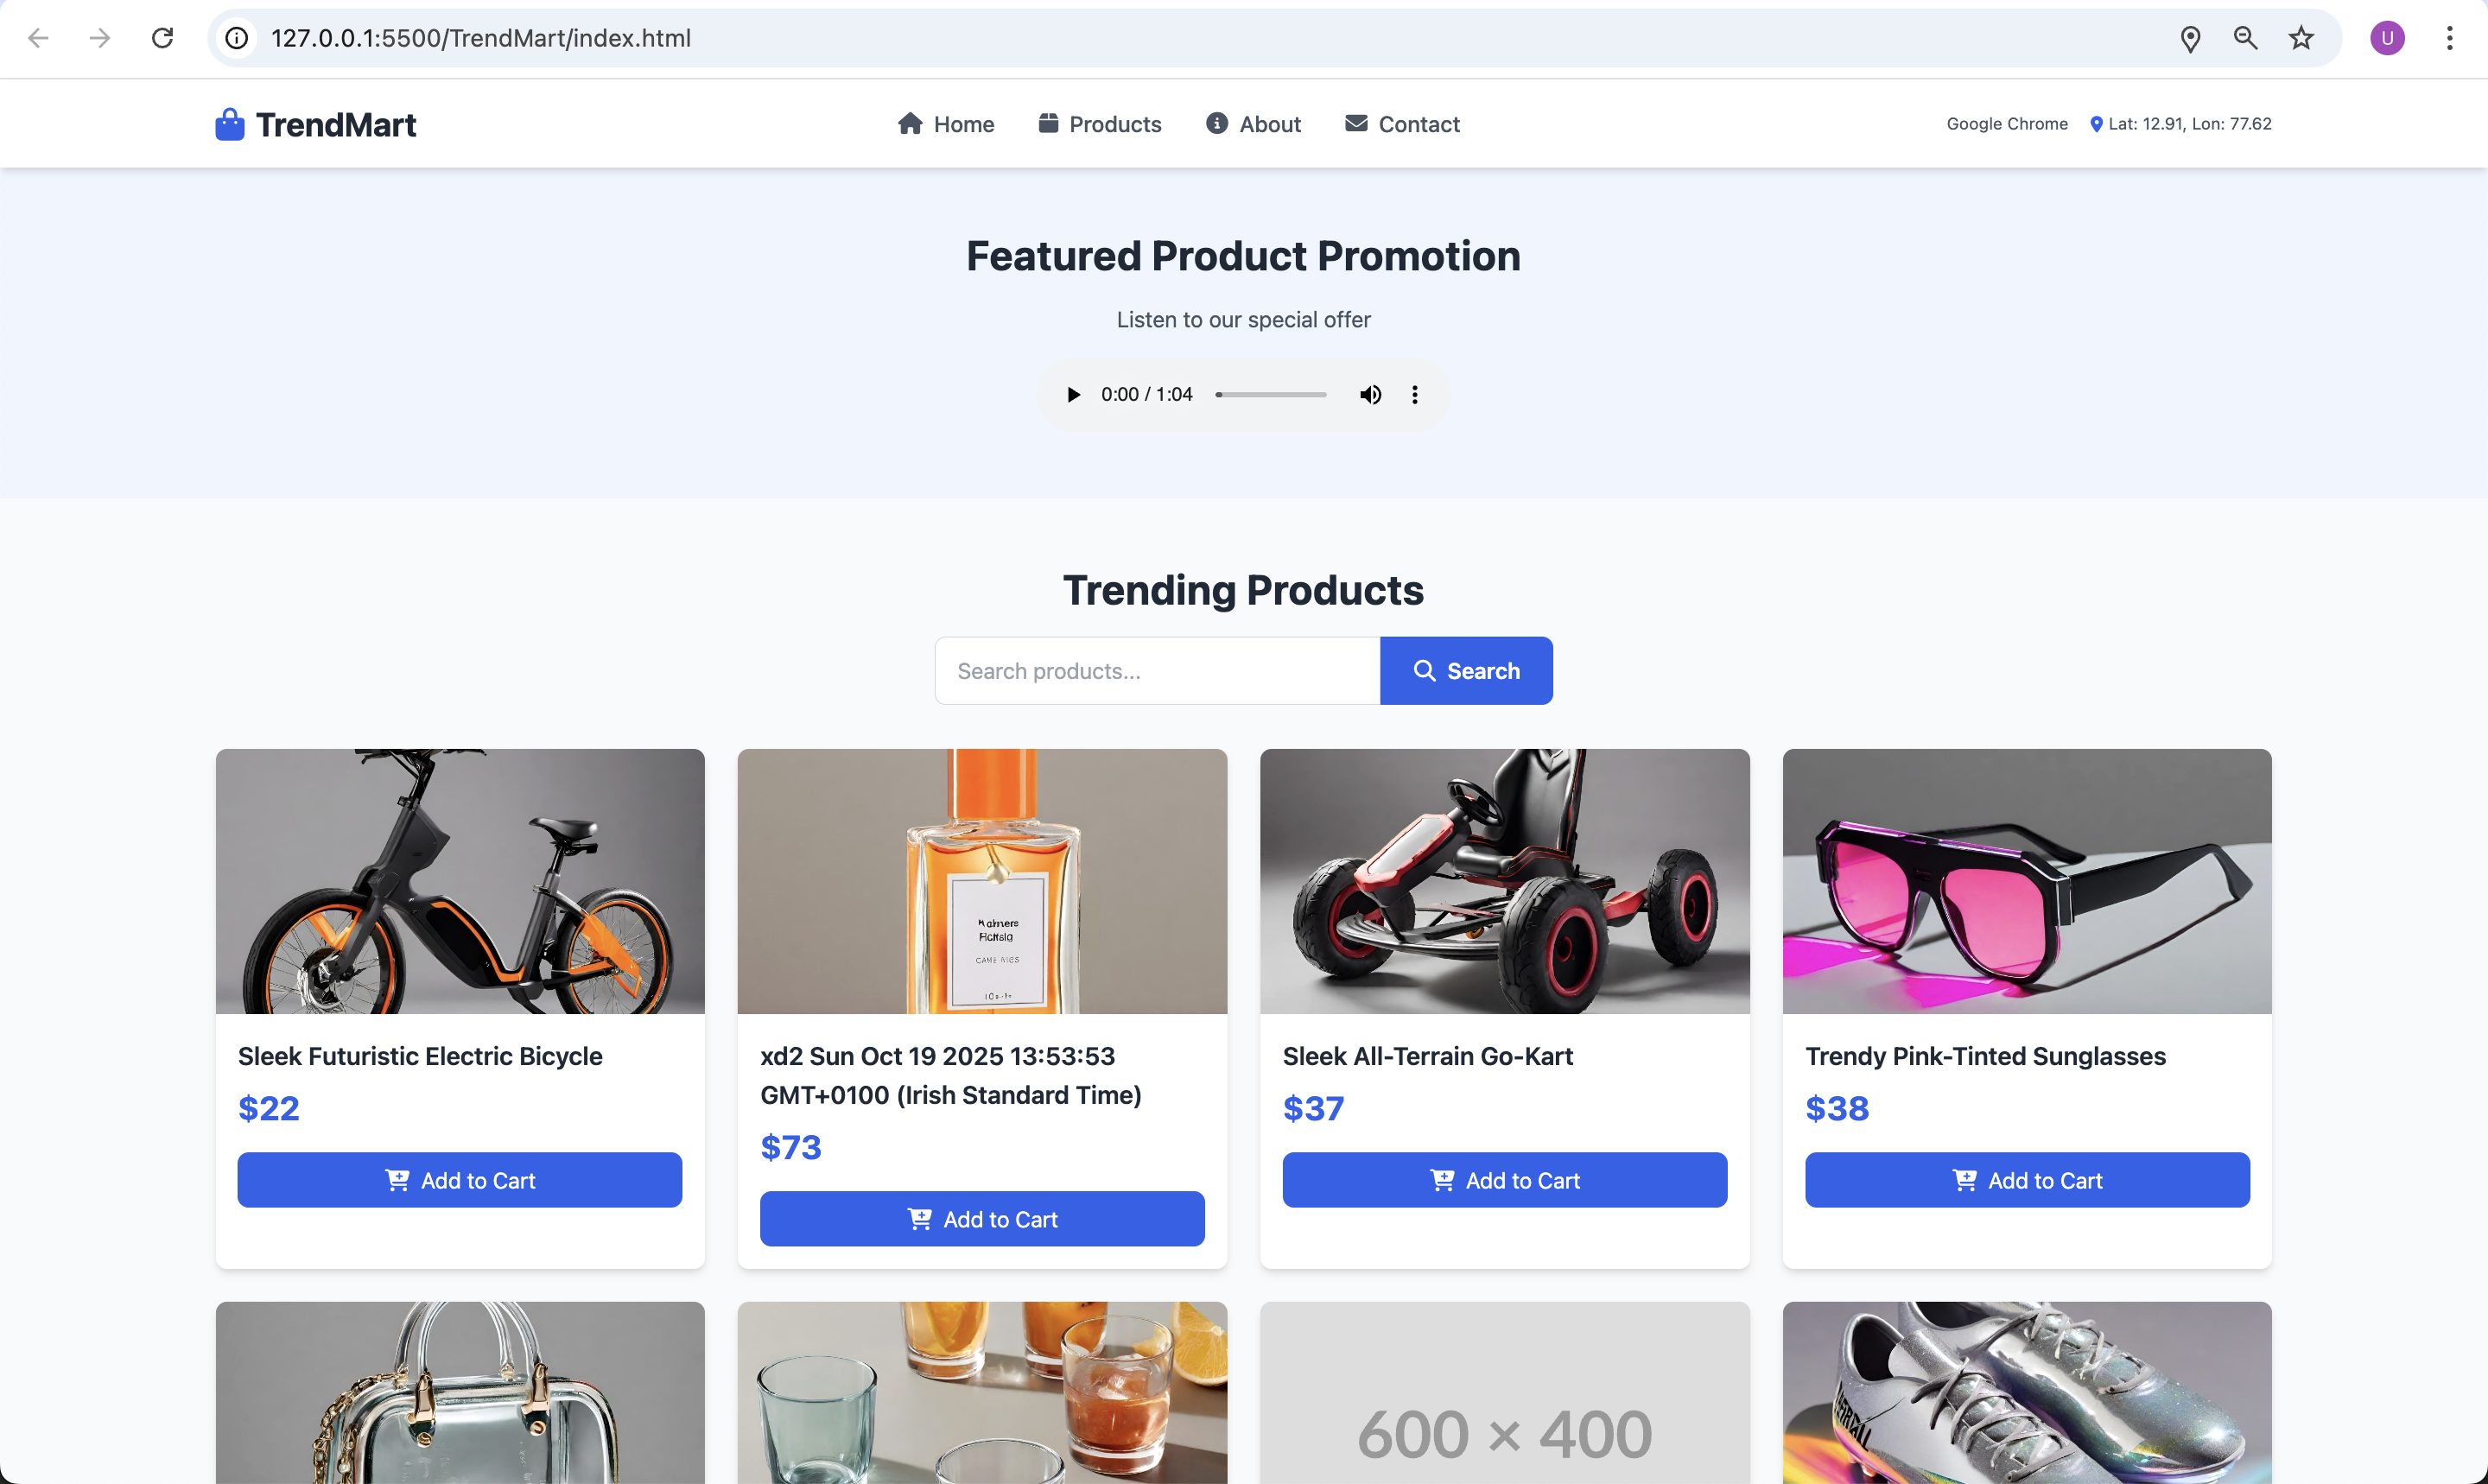 127.0.0.1:5500/TrendMart/index.html
U
TrendMart
Home
Products
About
Contact
Google Chrome
Lat: 12.91, Lon: 77.62
Featured Product Promotion
Listen to our special offer
0:00 / 1:04
Trending Products
Search products...
Search
Sleek Futuristic Electric Bicycle
$22
Add to Cart
xd2 Sun Oct 19 2025 13:53:53
GMT+0100 (Irish Standard Time)
$73
Add to Cart
Sleek All-Terrain Go-Kart
$37
Add to Cart
Trendy Pink-Tinted Sunglasses
$38
Add to Cart
600 × 400